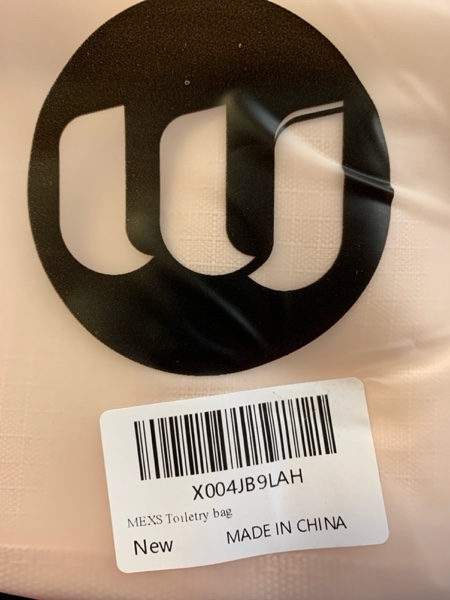 X004JB9LAH
MEXS Toiletry bag
New MADE IN CHINA